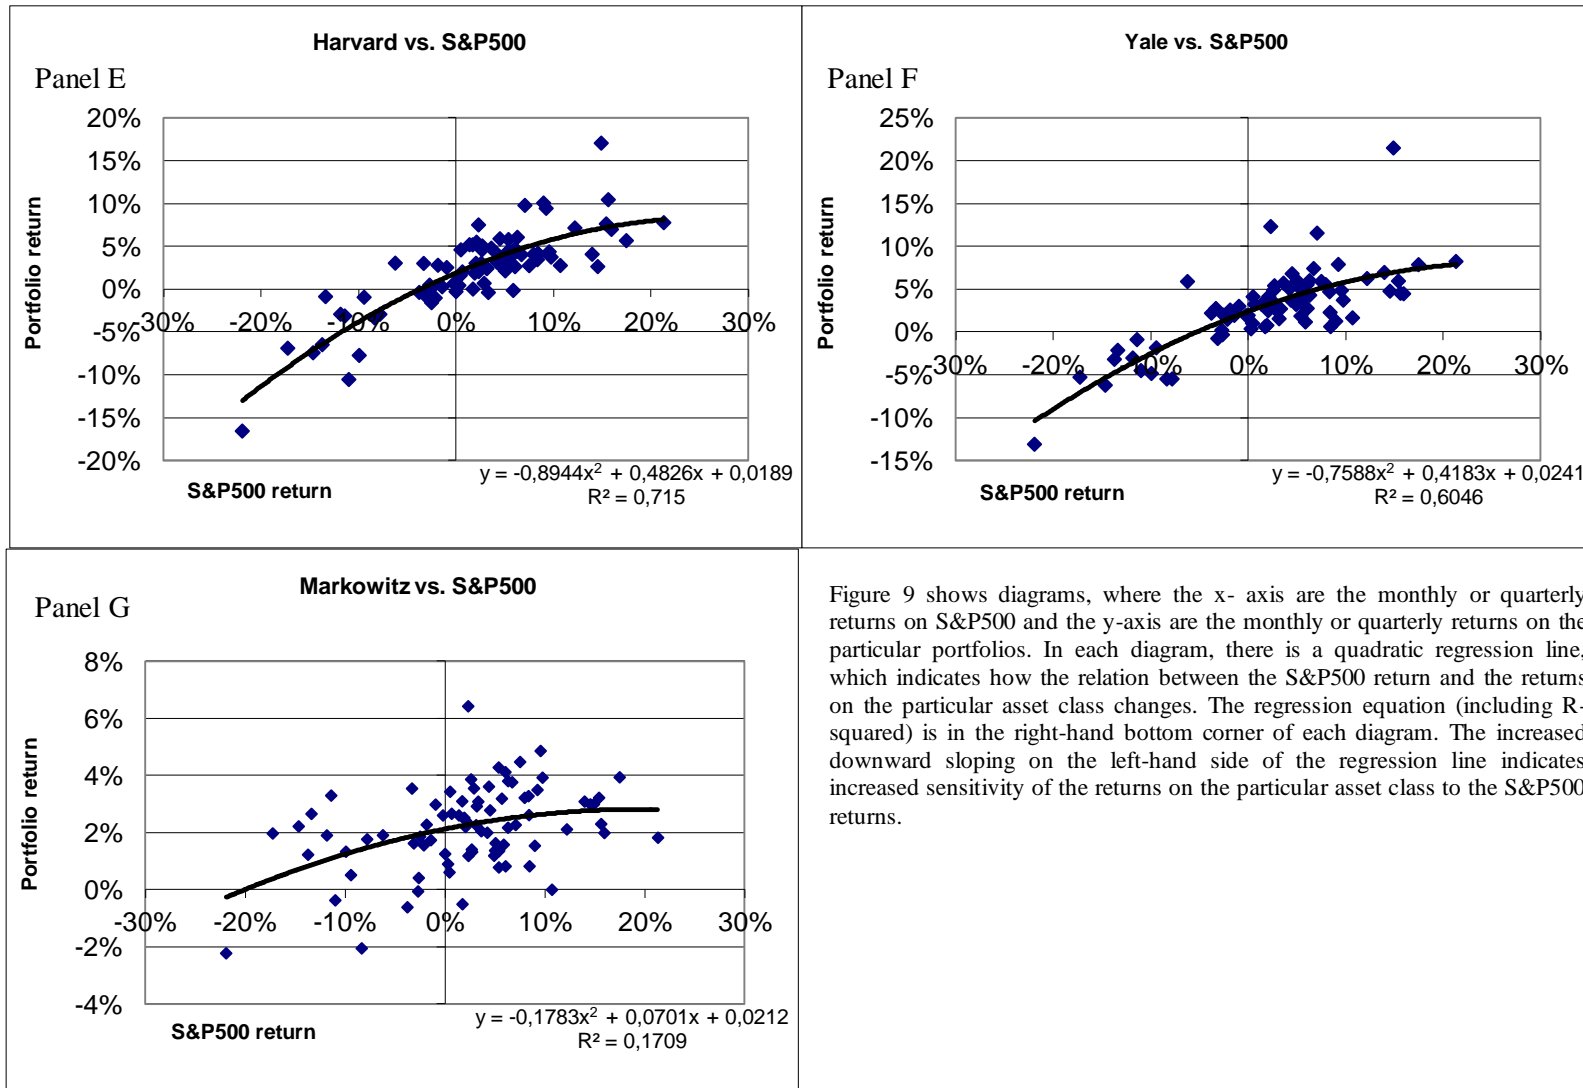 Harvard vs. S&P500
Panel E
20%
15%
10%
5%
0%
-5%
-10%
-15%
-20%
-30%
-20%
-10%
0%
10%
20%
30%
Portfolio return
S&P500 return
y = -0,8944x² + 0,4826x + 0,0189
R² = 0,715
Yale vs. S&P500
Panel F
25%
20%
15%
10%
5%
0%
-5%
-10%
-15%
-30%
-20%
-10%
0%
10%
20%
30%
Portfolio return
S&P500 return
y = -0,7588x² + 0,4183x + 0,0241
R² = 0,6046
Markowitz vs. S&P500
Panel G
8%
6%
4%
2%
0%
-2%
-4%
-30%
-20%
-10%
0%
10%
20%
30%
Portfolio return
S&P500 return
y = -0,1783x² + 0,0701x + 0,0212
R² = 0,1709
Figure 9 shows diagrams, where the x- axis are the monthly or quarterly
returns on S&P500 and the y-axis are the monthly or quarterly returns on the
particular portfolios. In each diagram, there is a quadratic regression line,
which indicates how the relation between the S&P500 return and the returns
on the particular asset class changes. The regression equation (including R-
squared) is in the right-hand bottom corner of each diagram. The increased
downward sloping on the left-hand side of the regression line indicates
increased sensitivity of the returns on the particular asset class to the S&P500
returns.